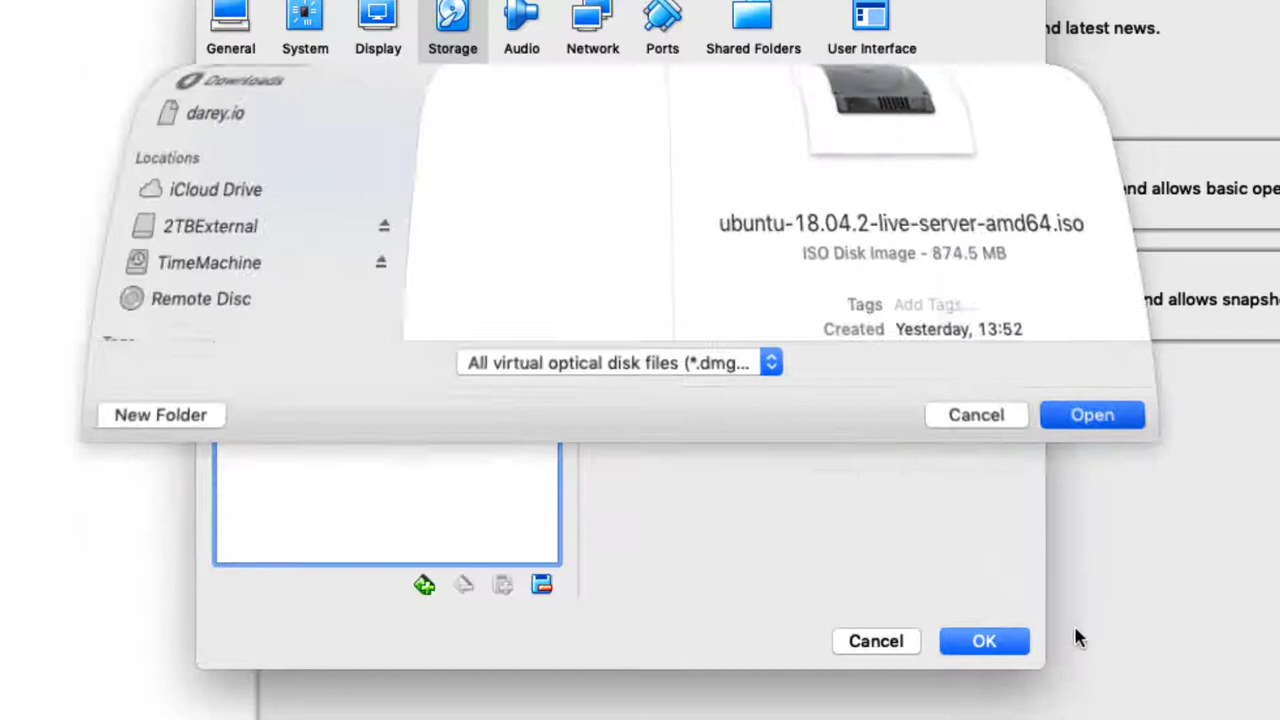 nd latest news.
General System Display Storage Audio Network Ports Shared Folders User Interface
Downloads
darey.io
Locations
iCloud Drive
2TBExternal
TimeMachine
Remote Disc
ubuntu-18.04.2-live-server-amd64.iso
ISO Disk Image - 874.5 MB
Tags Add Tags...
Created Yesterday, 13:52
nd allows basic ope
nd allows snapsh
All virtual optical disk files (*.dmg...
New Folder Cancel Open
Cancel OK